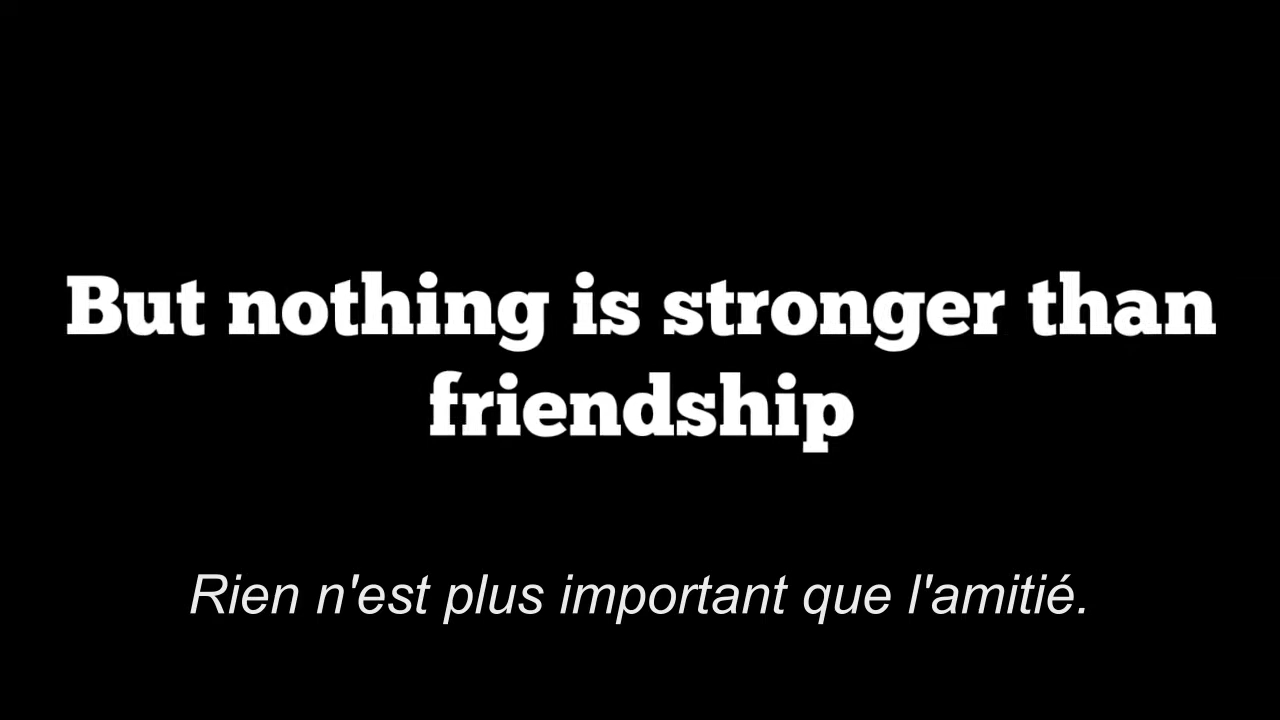 But nothing is stronger than
friendship
Rien n'est plus important que l'amitié.